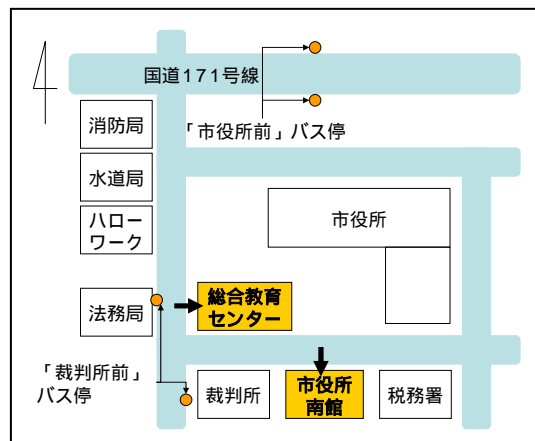 国道171号線
「市役所前」バス停
消防局
水道局
ハロー
ワーク
市役所
総合教育
センター
法務局
「裁判所前」
バス停
裁判所
市役所
南館
税務署